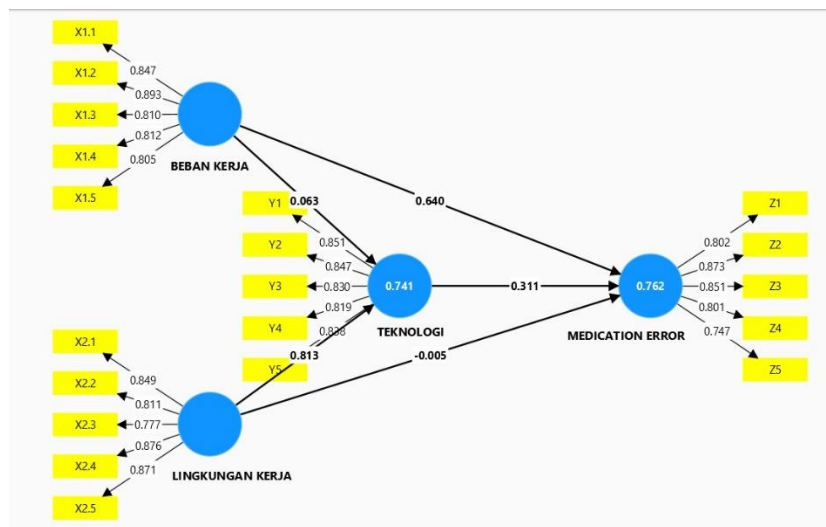 X1.1
0.847
X1.2
0.893
X1.3
0.810
X1.4
0.812
X1.5
0.805
BEBAN KERJA
0.063
0.640
Y1
0.851
Y2
0.847
Y3
0.830
Y4
0.819
Y5
0.838
0.741
TEKNOLOGI
0.311
0.813
-0.005
0.762
MEDICATION ERROR
Z1
0.802
Z2
0.873
Z3
0.851
Z4
0.801
Z5
0.747
X2.1
0.849
X2.2
0.811
X2.3
0.777
X2.4
0.876
X2.5
0.871
LINGKUNGAN KERJA